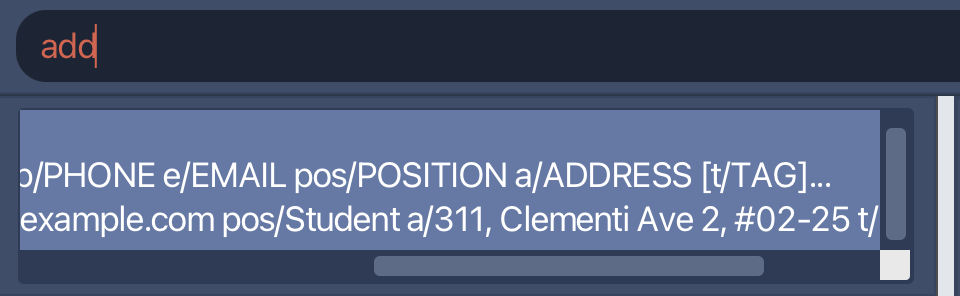 add
p/PHONE e/EMAIL pos/POSITION a/ADDRESS [t/TAG]...
example.com pos/Student a/311, Clementi Ave 2, #02-25 t/